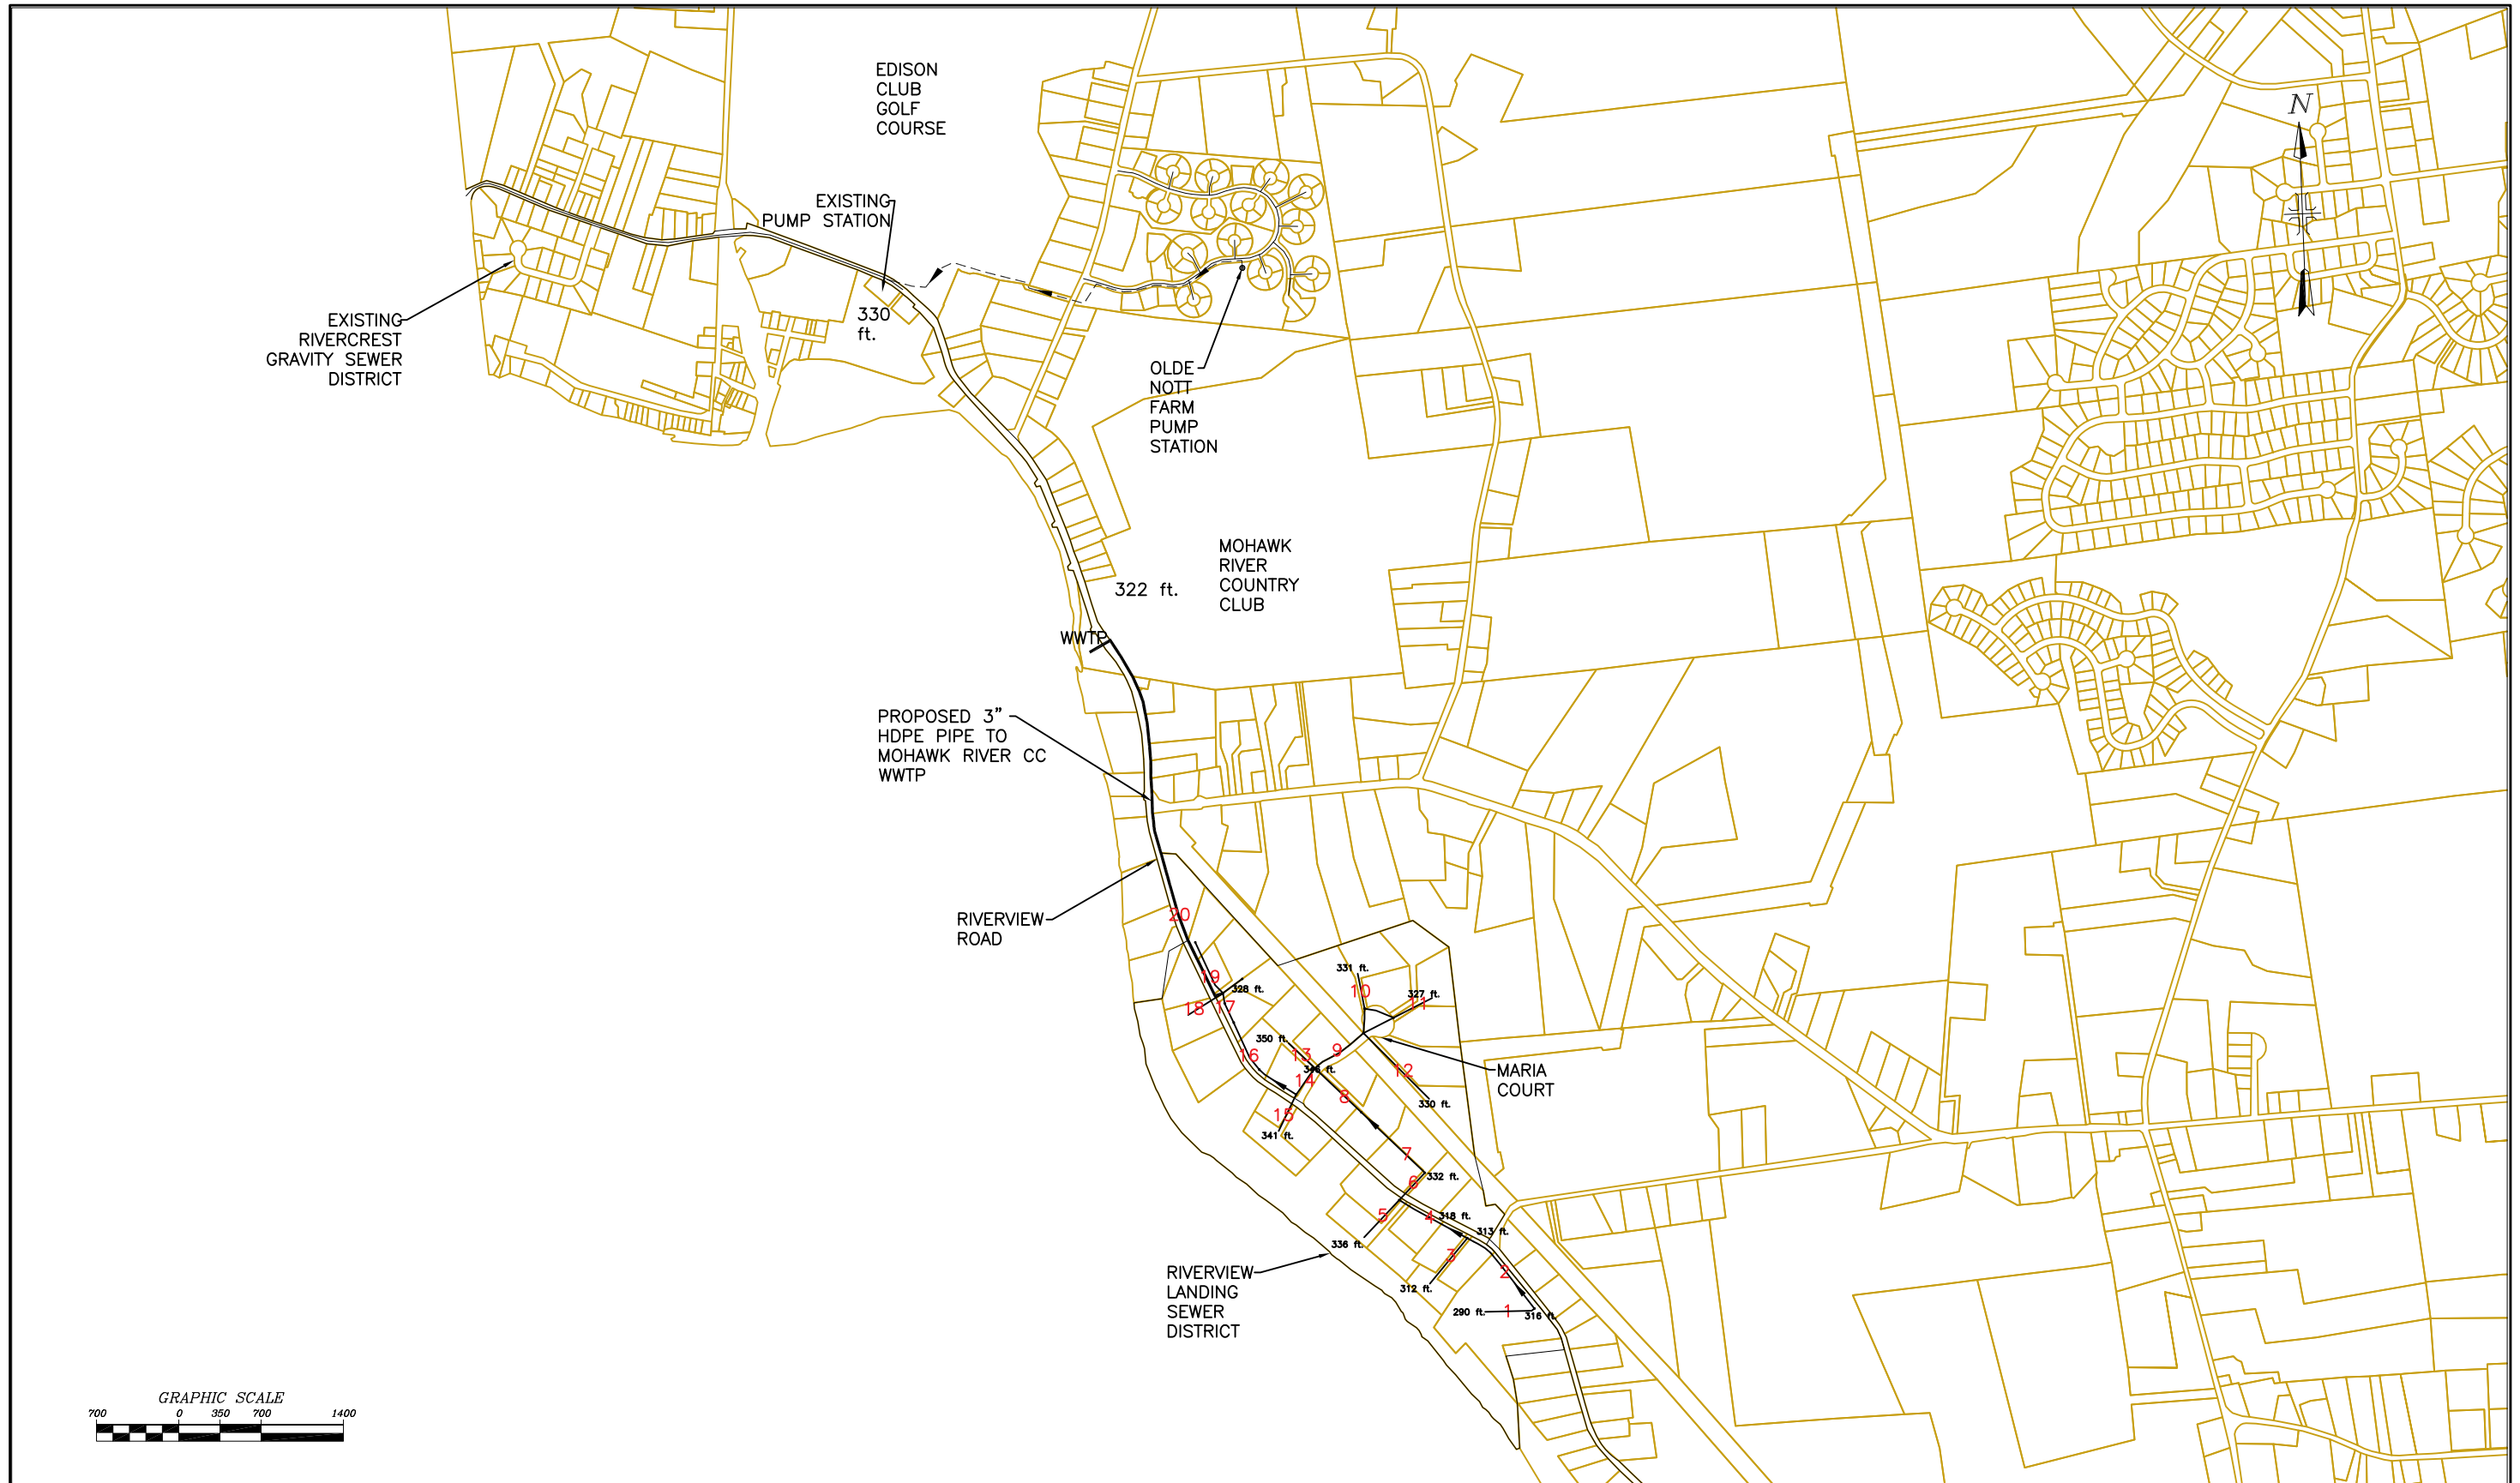 EDISON
CLUB
GOLF
COURSE
N
EXISTING
PUMP STATION
330
ft.
EXISTING
RIVERCREST
GRAVITY SEWER
DISTRICT
OLDE
NOTT
FARM
PUMP
STATION
MOHAWK
RIVER
COUNTRY
CLUB
322 ft.
WWTP
PROPOSED 3”
HDPE PIPE TO
MOHAWK RIVER CC
WWTP
RIVERVIEW
ROAD
20
19
328 ft.
18
17
16
331 ft.
10
327 ft.
11
350 ft.
13
9
14
12
330 ft.
8
15
341 ft.
MARIA
COURT
7
332 ft.
6
5
336 ft.
4
318 ft.
313 ft.
3
312 ft.
2
290 ft.
1
316 ft.
RIVERVIEW
LANDING
SEWER
DISTRICT
GRAPHIC SCALE
700 0 350 700 1400